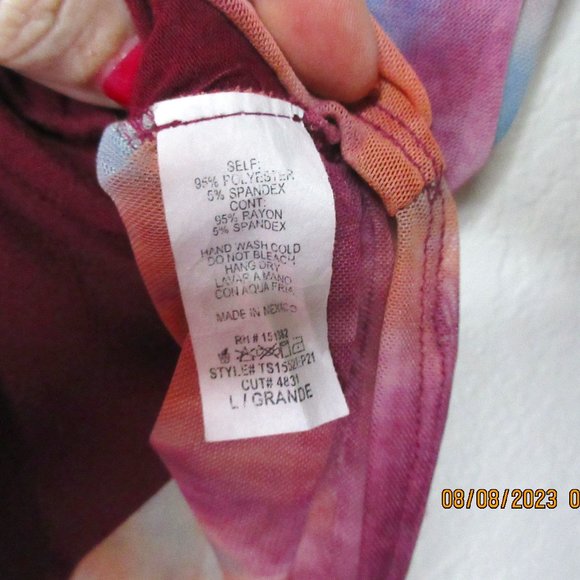 SELF:
95% POLYESTER
5% SPANDEX
CONT:
95% RAYON
5% SPANDEX
HAND WASH COLD
DO NOT BLEACH
HANG DRY
LAVAR A MANO
CON AQUA FRIA
MADE IN MEXICO
RN #
STYLE#
CUT# 4831
L / GRANDE
08/08/2023